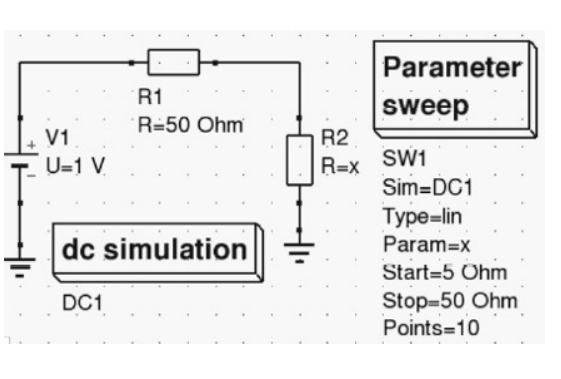 R1
R=50 Ohm
+
V1
U=1 V
–
R2
R=x
dc simulation
DC1
Parameter
sweep
SW1
Sim=DC1
Type=lin
Param=x
Start=5 Ohm
Stop=50 Ohm
Points=10